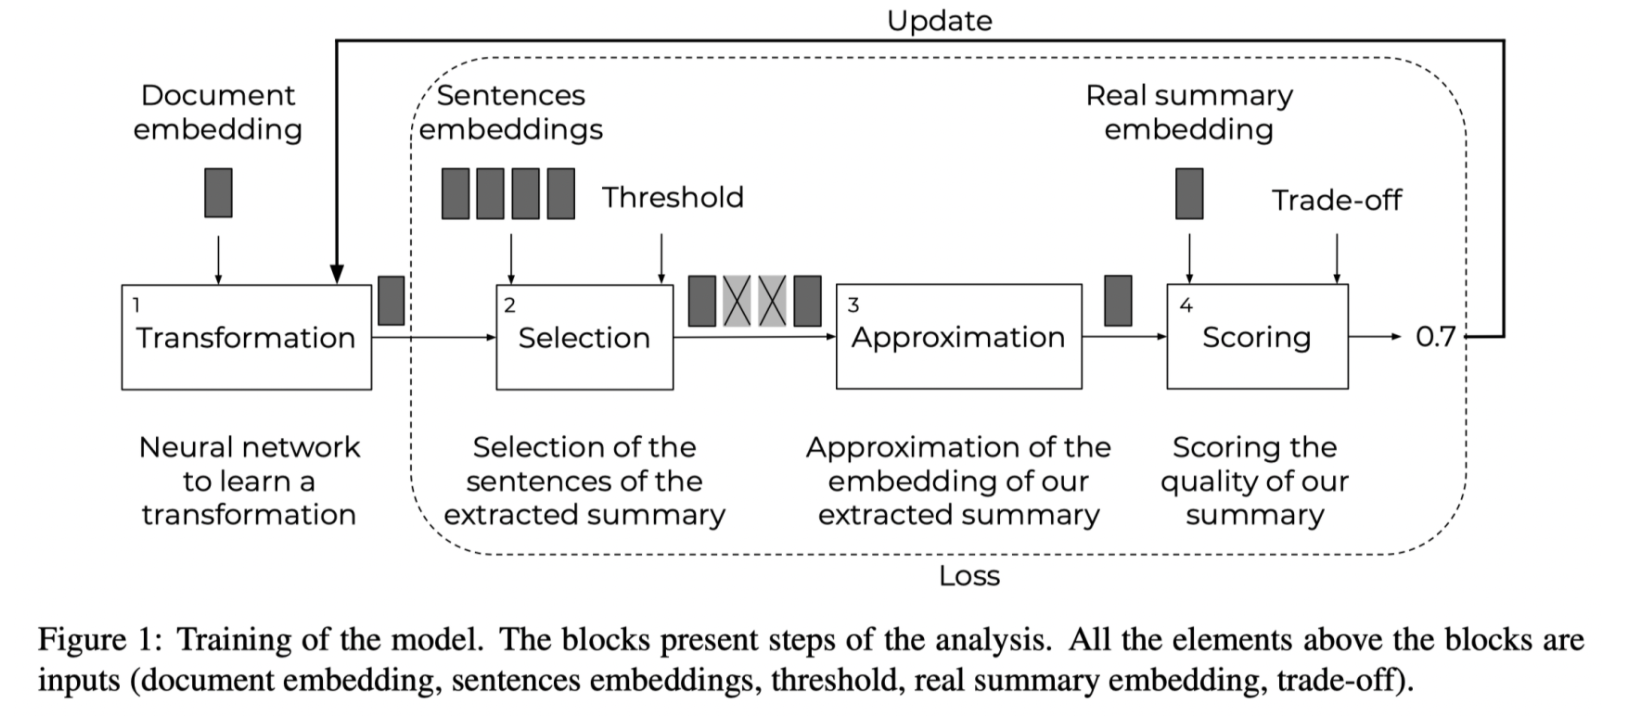 Update
Document
embedding
Sentences
embeddings
Threshold
Real summary
embedding
Trade-off
1
Transformation
2
Selection
3
Approximation
4
Scoring
0.7
Neural network
to learn a
transformation
Selection of the
sentences of the
extracted summary
Approximation of the
embedding of our
extracted summary
Scoring the
quality of our
summary
Loss
Figure 1: Training of the model. The blocks present steps of the analysis. All the elements above the blocks are
inputs (document embedding, sentences embeddings, threshold, real summary embedding, trade-off).